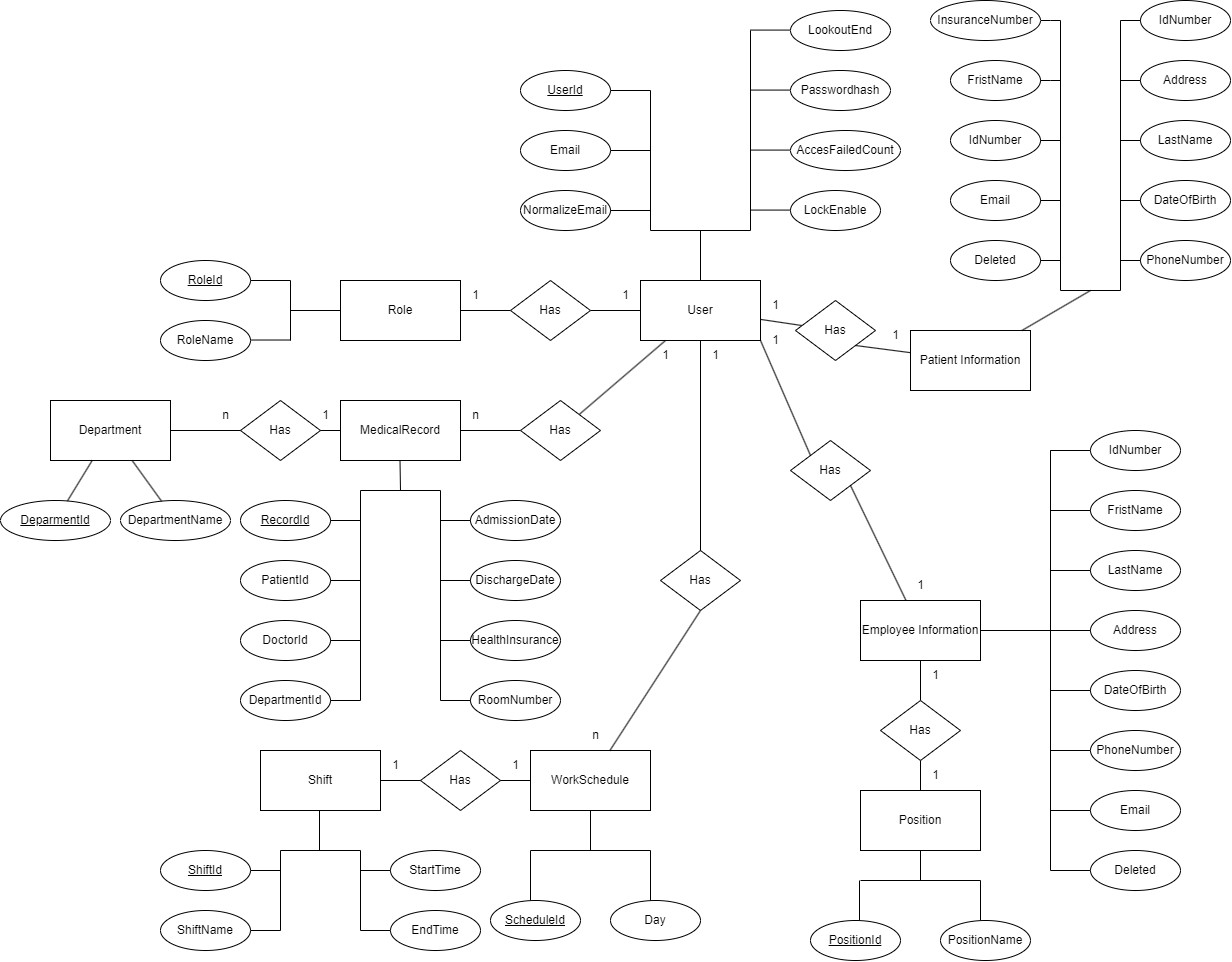 LookoutEnd
InsuranceNumber
IdNumber
UserId
Passwordhash
FristName
Address
Email
AccesFailedCount
IdNumber
LastName
NormalizeEmail
LockEnable
Email
DateOfBirth
Deleted
PhoneNumber
RoleId
RoleName
Role
1
Has
1
User
1
1
Has
1
Patient Information
1
1
Department
n
Has
1
MedicalRecord
n
Has
Has
DeparmentId
DepartmentName
RecordId
AdmissionDate
PatientId
DischargeDate
DoctorId
HealthInsurance
DepartmentId
RoomNumber
Has
n
1
Employee Information
IdNumber
FristName
LastName
Address
DateOfBirth
PhoneNumber
Email
Deleted
1
Has
1
Position
PositionId
PositionName
Shift
1
Has
1
WorkSchedule
ShiftId
StartTime
ShiftName
EndTime
ScheduleId
Day